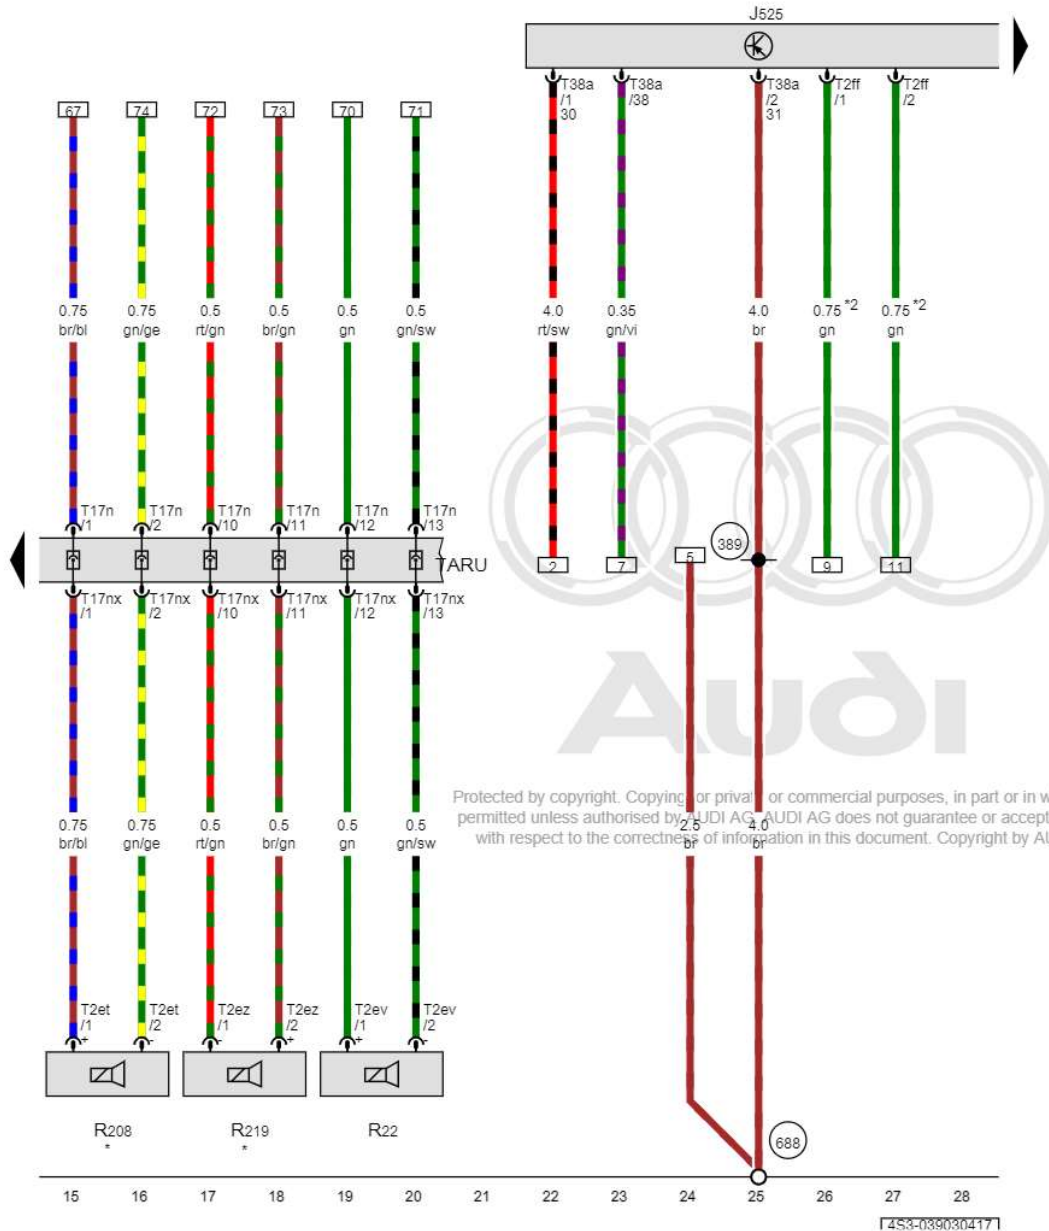 J525
T38a T38a T38a T2ff T2ff
/1 /38 /2 /1 /2
30 31
67 74 72 73 70 71
0.75 0.75 0.5 0.5 0.5 0.5 4.0 0.35 4.0 0.75 *2 0.75 *2
br/bl gn/ge rt/gn br/gn gn gn/sw rt/sw gn/vi br gn gn
T17n T17n T17n T17n T17n T17n
/1 /2 /10 /11 /12 /13
389
TARU 2 7 5 9 11
T17nx T17nx T17nx T17nx T17nx T17nx
/1 /2 /10 /11 /12 /13
Audi
Protected by copyright. Copying or private or commercial purposes, in part or in w
permitted unless authorised by AUDI AG. AUDI AG does not guarantee or accept
with respect to the correctness of information in this document. Copyright by AU
0.75 0.75 0.5 0.5 0.5 0.5 2.5 4.0
br/bl gn/ge rt/gn br/gn gn gn/sw br br
T2et T2et T2ez T2ez T2ev T2ev
/1 /2 /1 /2 /1 /2
+ - - + + -
R208 R219 R22
* *
688
15 16 17 18 19 20 21 22 23 24 25 26 27 28
4S3-039030417